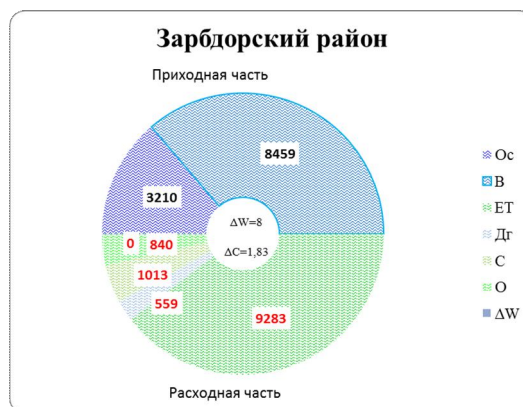 Зарбдорский район
Приходная часть
8459
3210
ΔW=8
ΔC=1,83
0 840
1013
559
9283
Расходная часть
Ос
В
ЕТ
Дг
С
О
ΔW